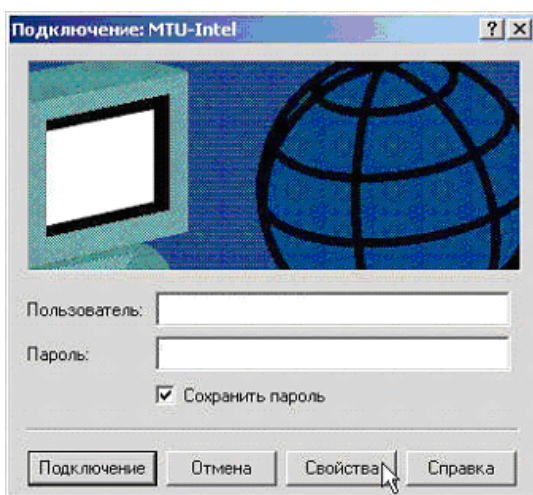 Подключение: MTU-Intel
Пользователь:
Пароль:
Сохранить пароль
Подключение Отмена Свойства Справка